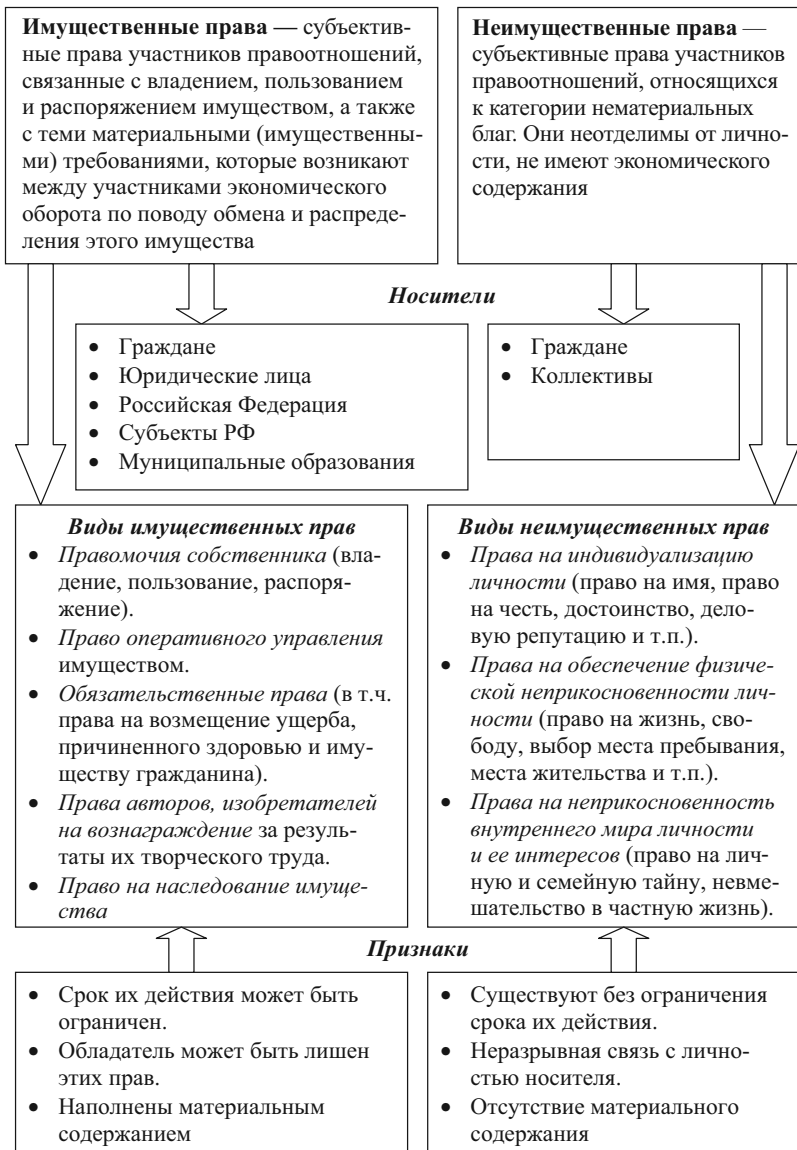 Имущественные права — субъектив-
ные права участников правоотношений,
связанные с владением, пользованием
и распоряжением имуществом, а также
с теми материальными (имущественны-
ми) требованиями, которые возникают
между участниками экономического
оборота по поводу обмена и распреде-
ления этого имущества
Неимущественные права —
субъективные права участников
правоотношений, относящихся
к категории нематериальных
благ. Они неотделимы от лично-
сти, не имеют экономического
содержания
Носители
• Граждане
• Юридические лица
• Российская Федерация
• Субъекты РФ
• Муниципальные образования
• Граждане
• Коллективы
Виды имущественных прав
• Правомочия собственника (вла-
дение, пользование, распоря-
жение).
• Право оперативного управления
имуществом.
• Обязательственные права (в т.ч.
права на возмещение ущерба,
причиненного здоровью и иму-
ществу гражданина).
• Права авторов, изобретателей
на вознаграждение за резуль-
таты их творческого труда.
• Право на наследование имуще-
ства
Виды неимущественных прав
• Права на индивидуализацию
личности (право на имя, право
на честь, достоинство, дело-
вую репутацию и т.п.).
• Права на обеспечение физиче-
ской неприкосновенности лич-
ности (право на жизнь, сво-
боду, выбор места пребывания,
места жительства и т.п.).
• Права на неприкосновенность
внутреннего мира личности
и ее интересов (право на лич-
ную и семейную тайну, невме-
шательство в частную жизнь).
Признаки
• Срок их действия может быть
ограничен.
• Обладатель может быть лишен
этих прав.
• Наполнены материальным
содержанием
• Существуют без ограничения
срока их действия.
• Неразрывная связь с лично-
стью носителя.
• Отсутствие материального
содержания